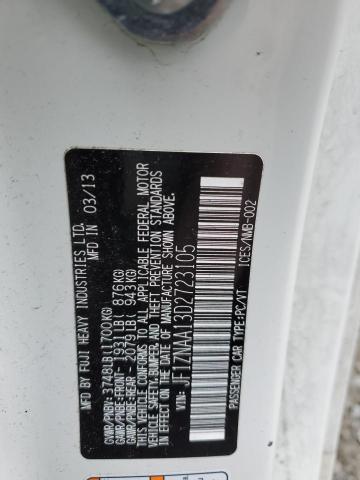 MFD BY FUJI HEAVY INDUSTRIES LTD.
MFD IN 03/13
GVWR/PNBV: 3748LB(1700KG)
GAWR/PNBE-FRONT- 1931LB( 876KG)
GAWR/PNBE-REAR - 2079LB( 943KG)
THIS VEHICLE CONFORMS TO ALL APPLICABLE FEDERAL MOTOR
VEHICLE SAFETY,BUMPER, AND THEFT PREVENTION STANDARDS
IN EFFECT ON THE DATE OF MANUFACTURE SHOWN ABOVE.
VIN: JF1ZNAA13D2723105
ICES/NMB-002
PASSENGER CAR TYPE:PC/VT